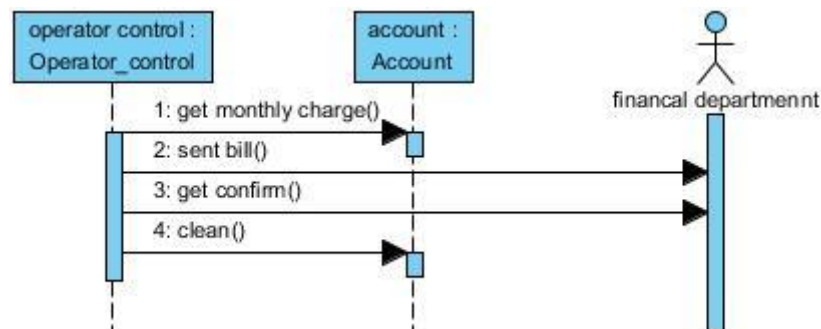 operator control :
Operator_control
account :
Account
financal departmennt
1: get monthly charge()
2: sent bill()
3: get confirm()
4: clean()